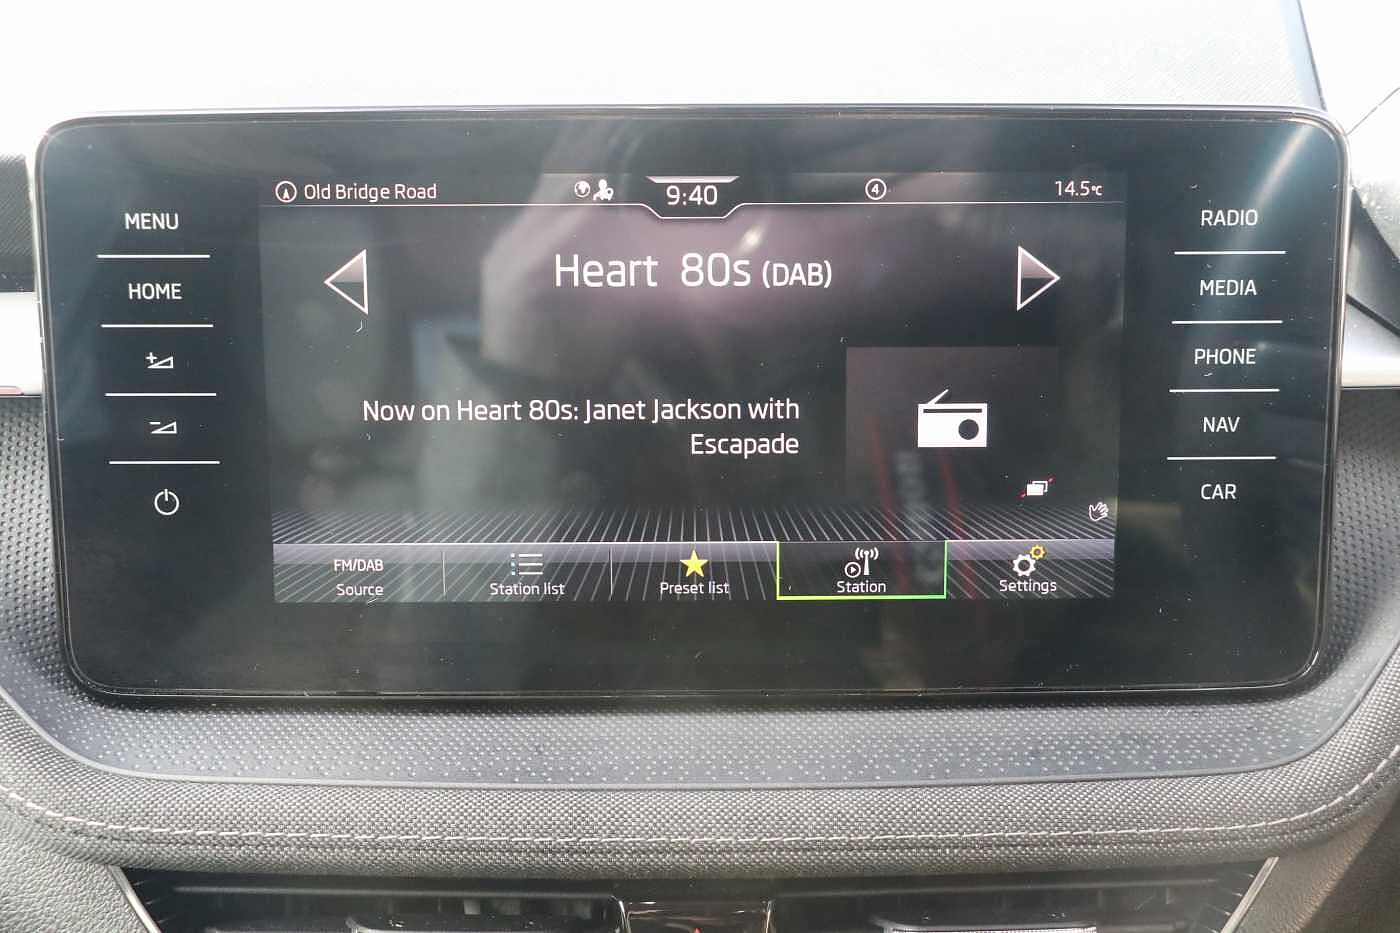 Old Bridge Road
9:40
4
14.5°C
MENU
HOME
RADIO
MEDIA
PHONE
NAV
CAR
Heart 80s (DAB)
Now on Heart 80s: Janet Jackson with
Escapade
FM/DAB
Source
Station list
Preset list
Station
Settings